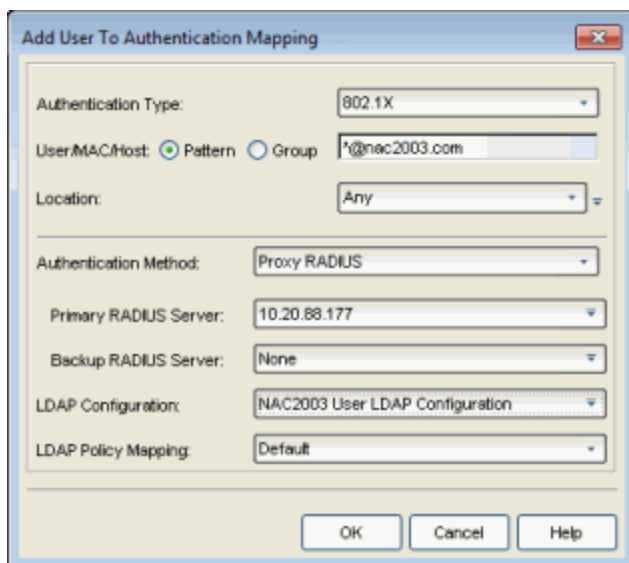 Add User To Authentication Mapping
Authentication Type: 802.1X
User/MAC/Host: Pattern Group *@nac2003.com
Location: Any
Authentication Method: Proxy RADIUS
Primary RADIUS Server: 10.20.88.177
Backup RADIUS Server: None
LDAP Configuration: NAC2003 User LDAP Configuration
LDAP Policy Mapping: Default
OK Cancel Help